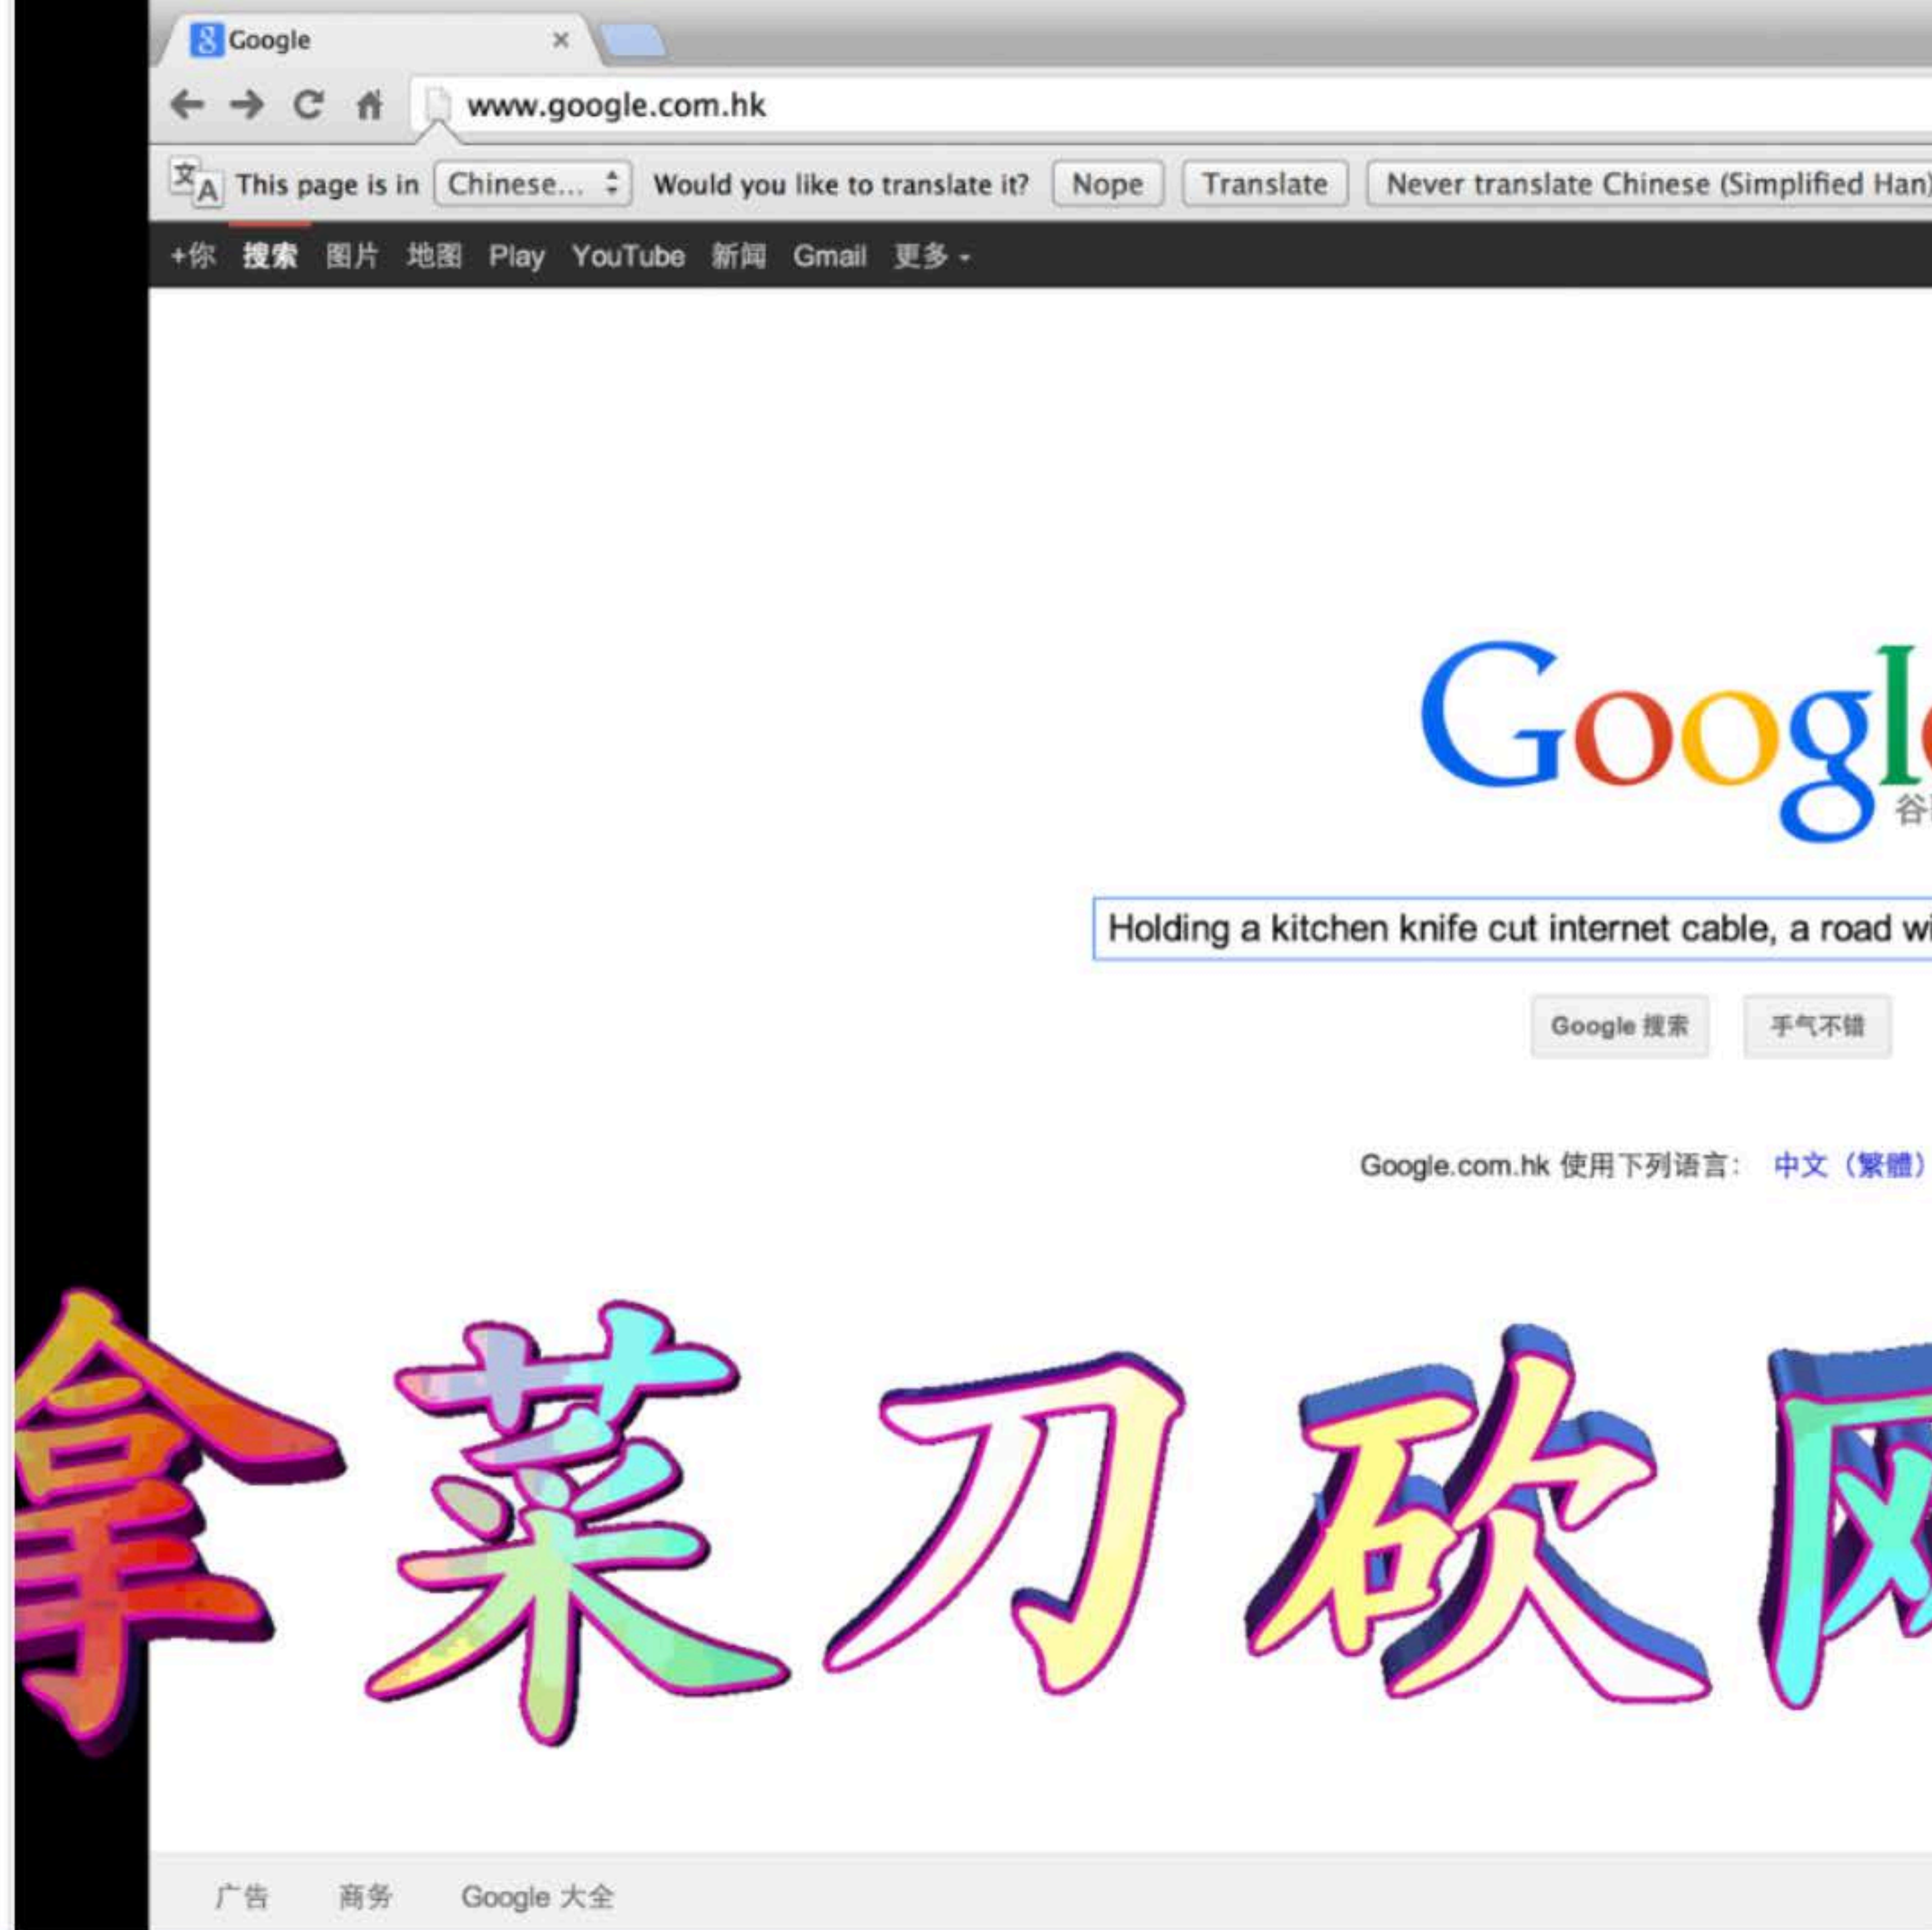 Google
www.google.com.hk
This page is in Chinese... Would you like to translate it? Nope Translate Never translate Chinese (Simplified Han)
+你 搜索 图片 地图 Play YouTube 新闻 Gmail 更多
Googl
谷
Holding a kitchen knife cut internet cable, a road
Google 搜索 手气不错
Google.com.hk 使用下列语言： 中文（繁體）
拿菜刀砍网
广告 商务 Google 大全